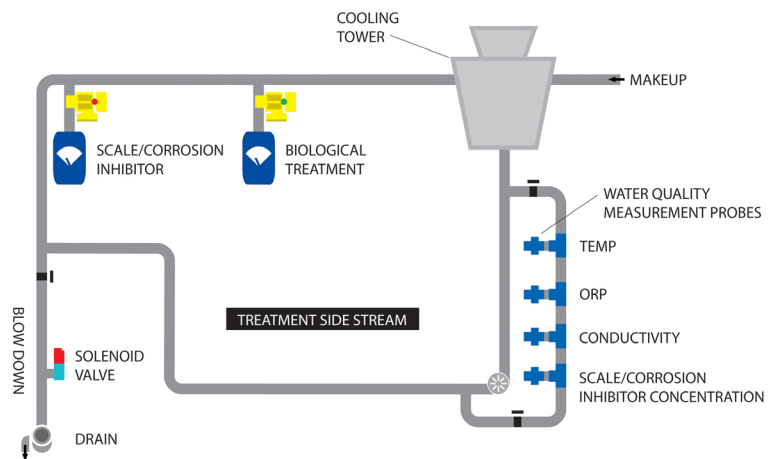 COOLING
TOWER
MAKEUP
SCALE/CORROSION
INHIBITOR
BIOLOGICAL
TREATMENT
WATER QUALITY
MEASUREMENT PROBES
TEMP
ORP
TREATMENT SIDE STREAM
CONDUCTIVITY
BLOW DOWN
SOLENOID
VALVE
SCALE/CORROSION
INHIBITOR CONCENTRATION
DRAIN